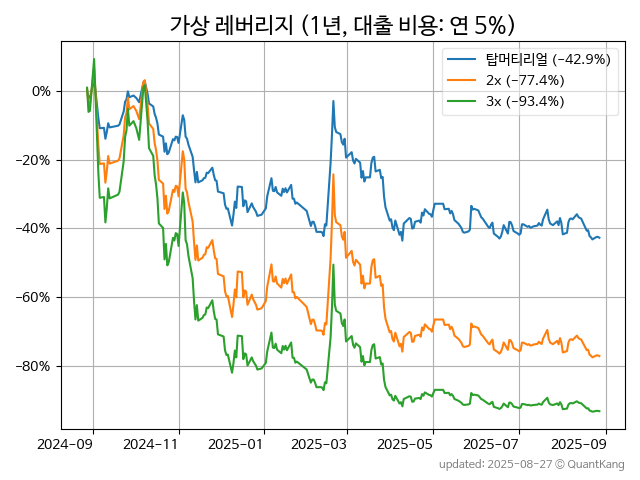 가상 레버리지 (1년, 대출 비용: 연 5%)
탑머티리얼 (−42.9%)
2x (−77.4%)
3x (−93.4%)
0%
−20%
−40%
−60%
−80%
2024-09 2024-11 2025-01 2025-03 2025-05 2025-07 2025-09
updated: 2025-08-27 © QuantKang